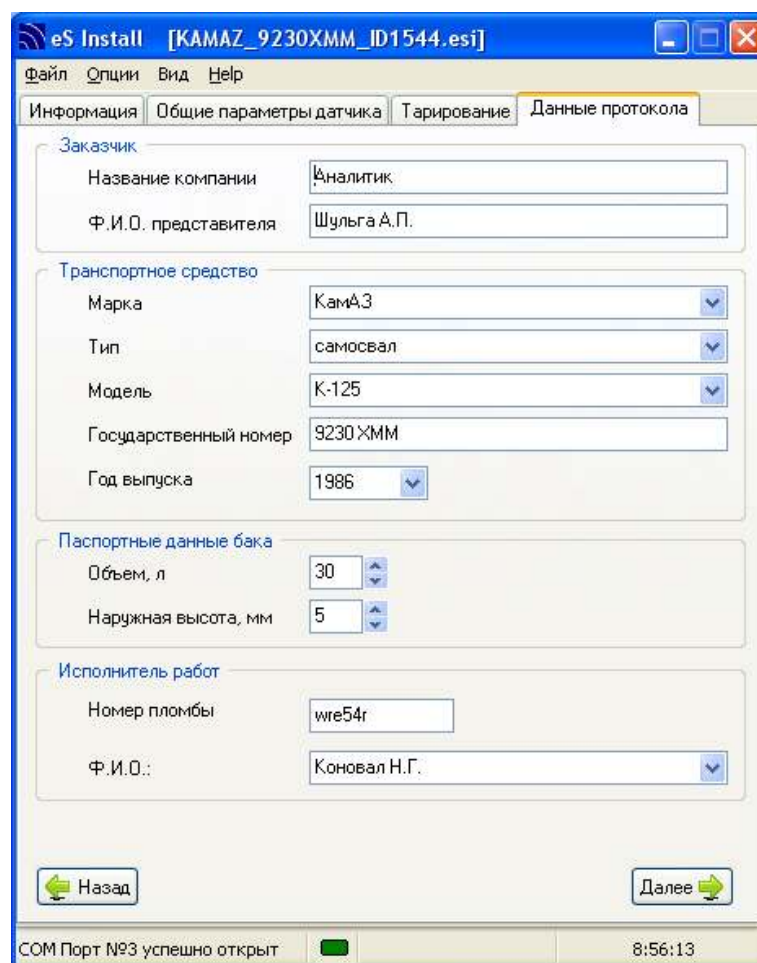 eS Install [KAMAZ_9230XMM_ID1544.esi]
Файл Опции Вид Help
Информация Общие параметры датчика Тарирование Данные протокола
Заказчик
Название компании Аналитик
Ф.И.О. представителя Шульга А.П.
Транспортное средство
Марка КамАЗ
Тип самосвал
Модель К-125
Государственный номер 9230 ХММ
Год выпуска 1986
Паспортные данные бака
Объем, л 30
Наружная высота, мм 5
Исполнитель работ
Номер пломбы wre54r
Ф.И.О.: Коновал Н.Г.
Назад Далее
COM Порт №3 успешно открыт 8:56:13